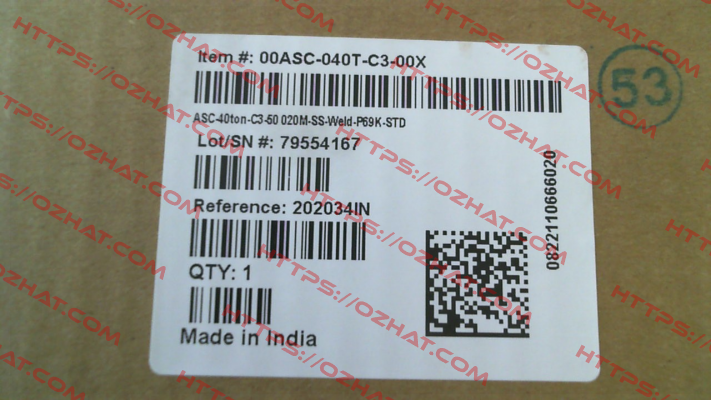 Item #: 00ASC-040T-C3-00X
ASC-40ton-C3-50 020M-SS-Weld-P69K-STD
Lot/SN #: 79554167
Reference: 202034IN
QTY: 1
Made in India
0822110666020
53
HTTPS://OZHAT.COM